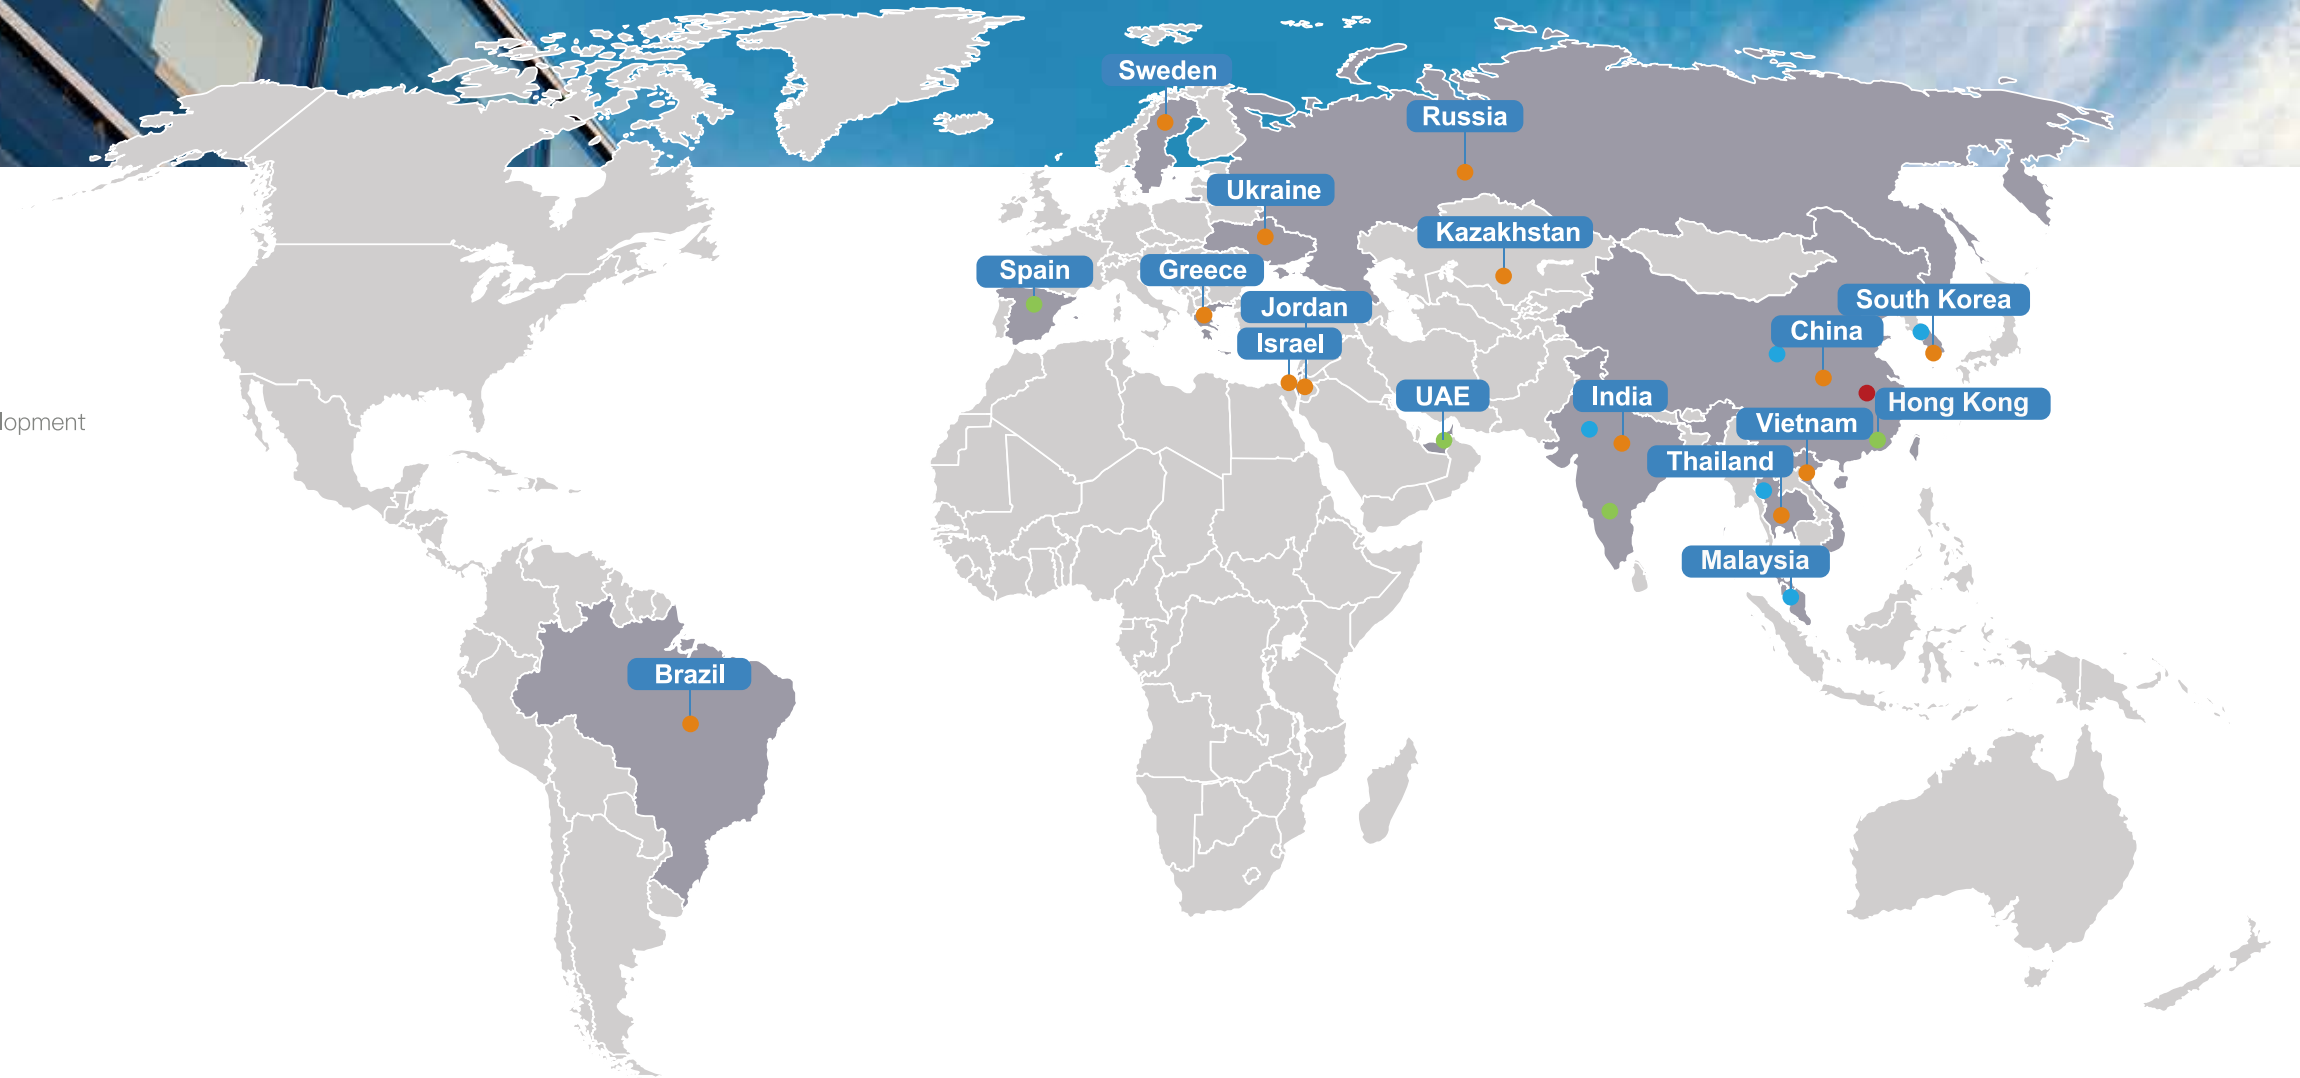 Sweden
Russia
Ukraine
Kazakhstan
Spain
Greece
Jordan
South Korea
China
Israel
UAE
India
Hong Kong
Vietnam
Thailand
Malaysia
Brazil